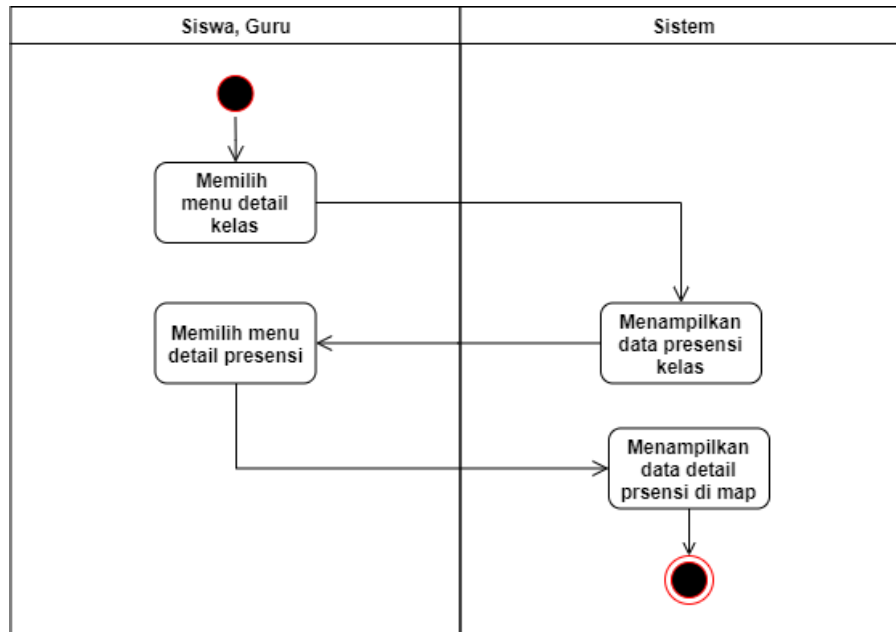 Siswa, Guru
Sistem
Memilih
menu detail
kelas
Menampilkan
data presensi
kelas
Memilih menu
detail presensi
Menampilkan
data detail
prsensi di map